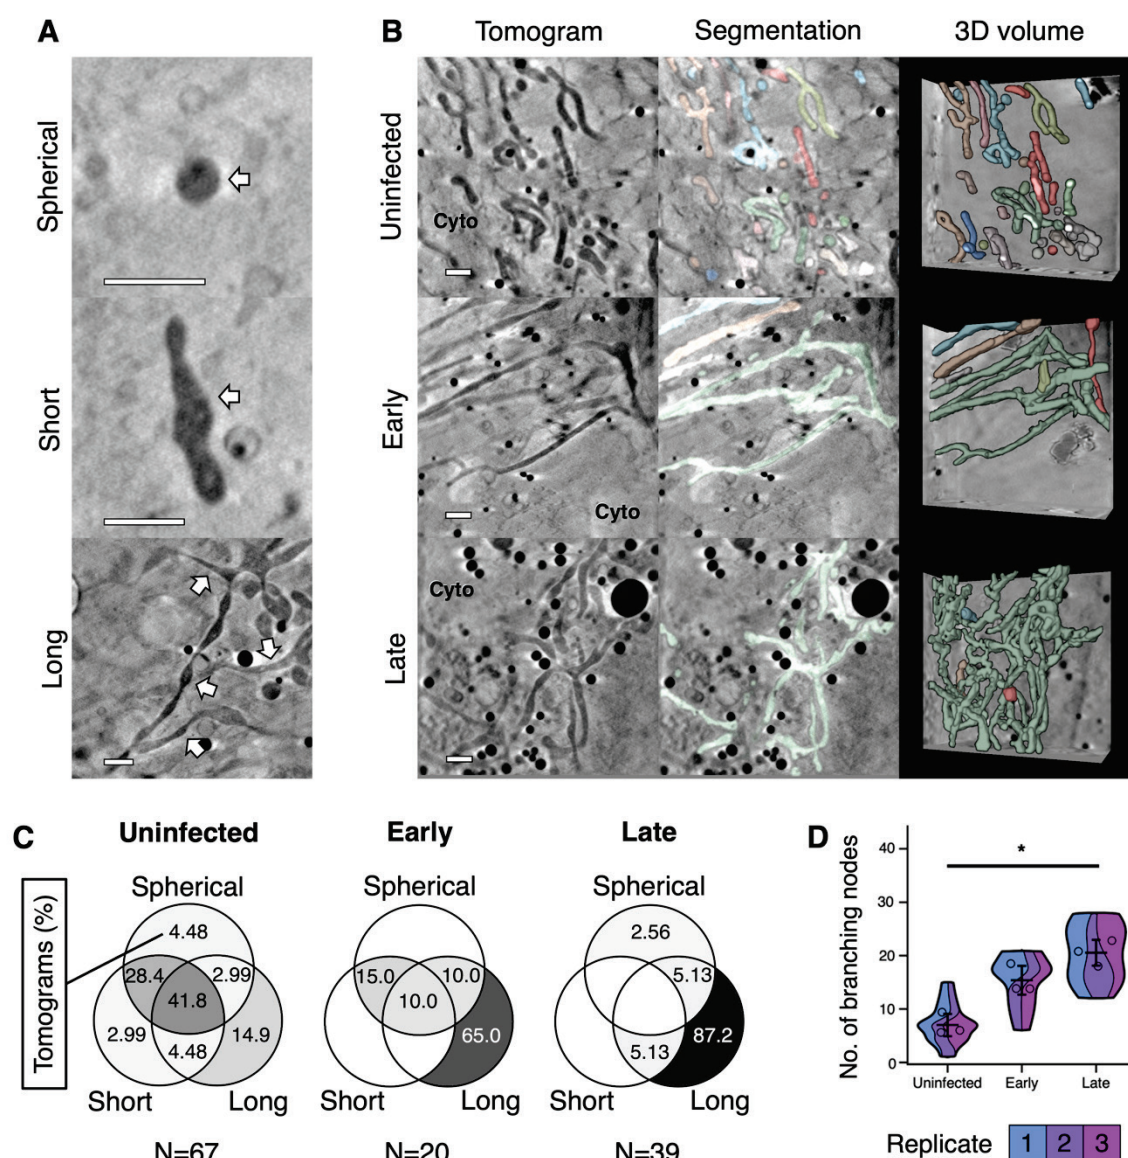 A
Spherical
Short
Long
B
Tomogram
Segmentation
3D volume
Uninfected
Cyto
Early
Cyto
Late
Cyto
C
Tomograms (%)
Uninfected
Spherical
4.48
28.4
2.99
41.8
2.99
14.9
4.48
Short
Long
N=67
Early
Spherical
15.0
10.0
10.0
65.0
Short
Long
N=20
Late
Spherical
2.56
5.13
87.2
5.13
Short
Long
N=39
D
No. of branching nodes
40
30
20
10
0
*
Uninfected
Early
Late
Replicate
1
2
3